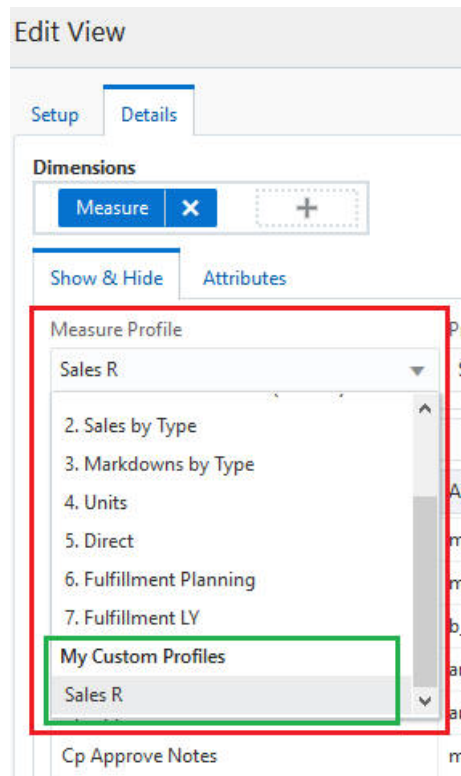 Edit View
Setup Details
Dimensions
Measure
Show & Hide Attributes
Measure Profile
Sales R
2. Sales by Type
3. Markdowns by Type
4. Units
5. Direct
6. Fulfillment Planning
7. Fulfillment LY
My Custom Profiles
Sales R
Cp Approve Notes